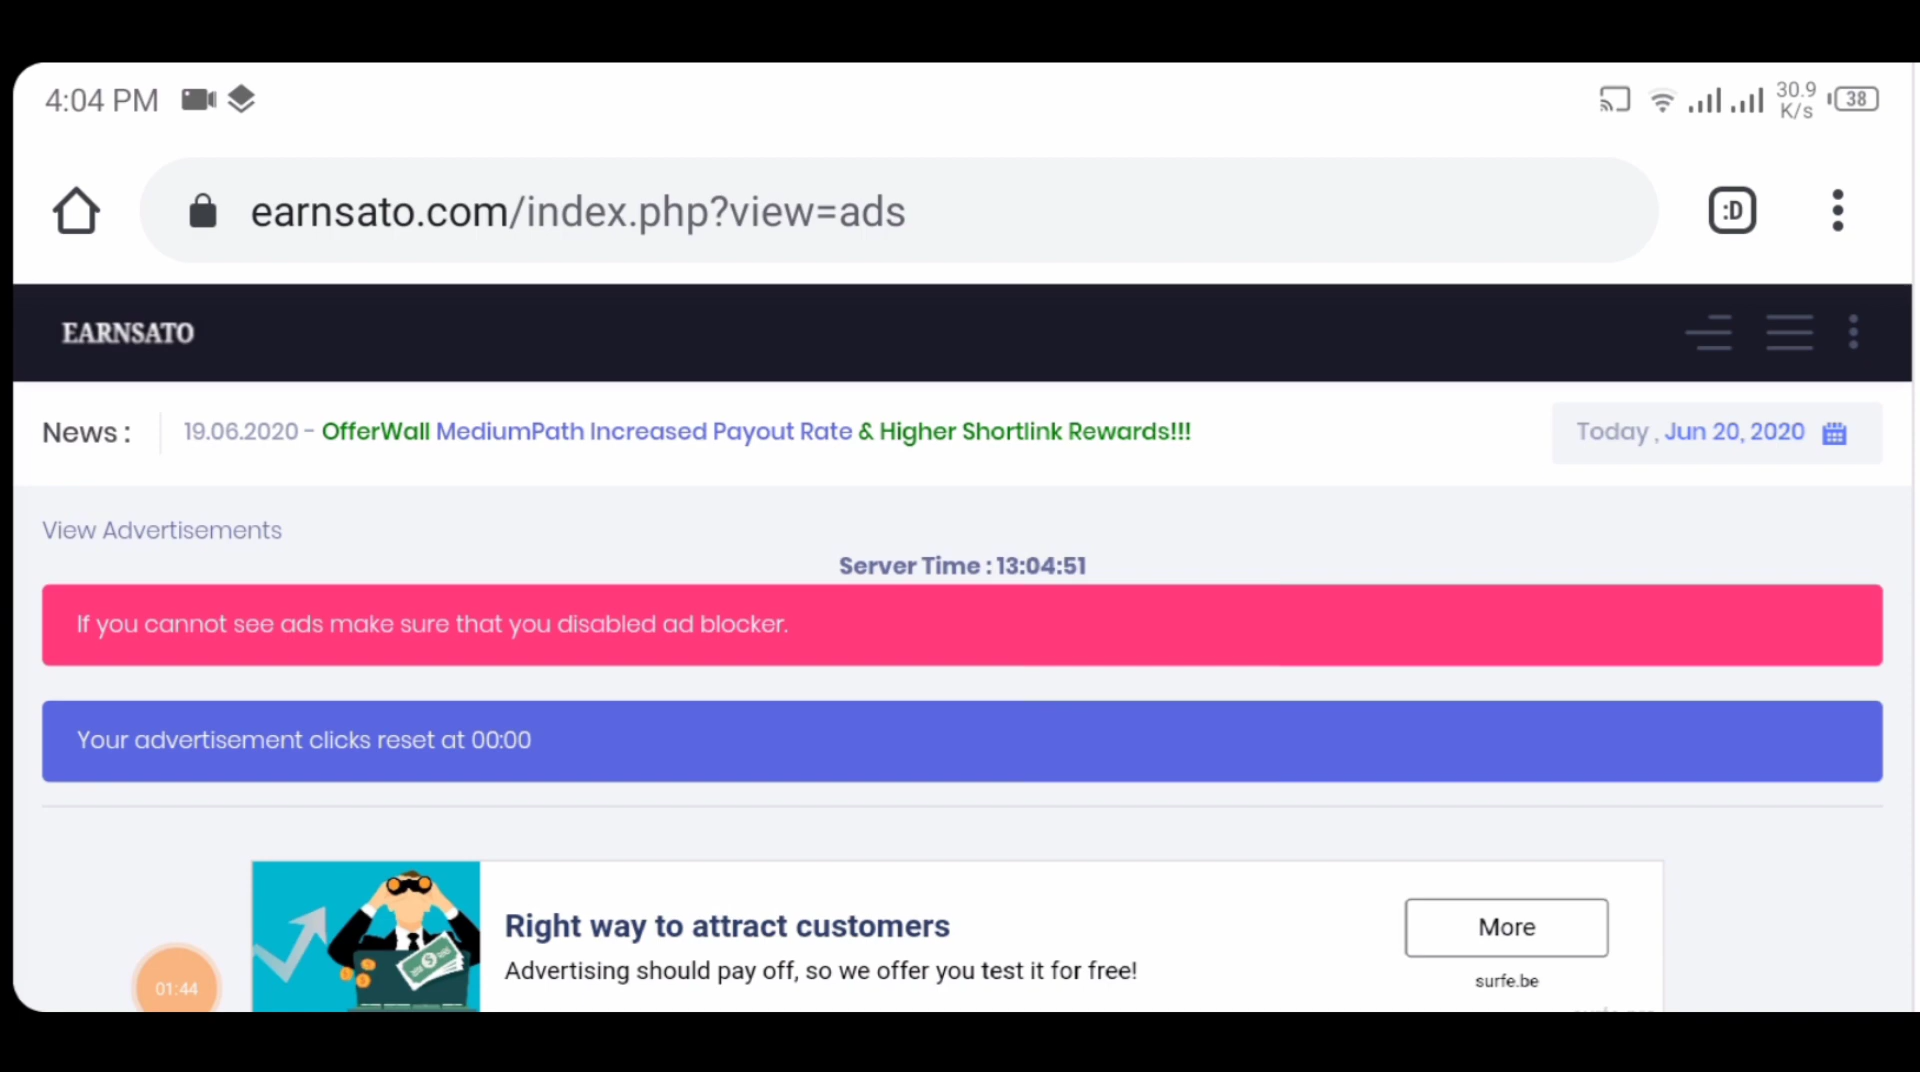 4:04 PM
30.9
K/s
38
earnsato.com/index.php?view=ads
:D
EARNSATO
News :
19.06.2020 - OfferWall MediumPath Increased Payout Rate & Higher Shortlink Rewards!!!
Today , Jun 20, 2020
View Advertisements
Server Time : 13:04:51
If you cannot see ads make sure that you disabled ad blocker.
Your advertisement clicks reset at 00:00
Right way to attract customers
Advertising should pay off, so we offer you test it for free!
More
surfe.be
01:44